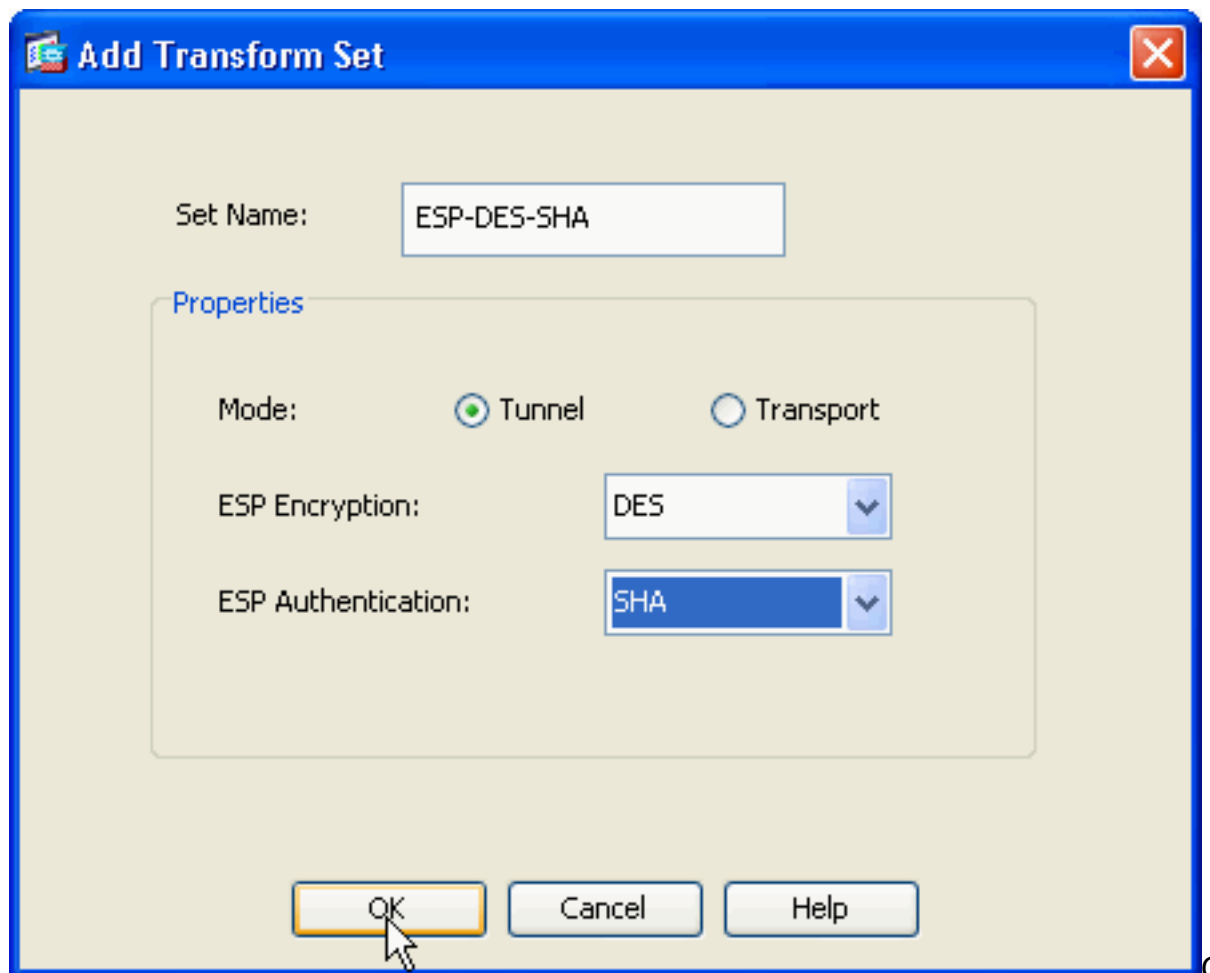 Add Transform Set
Set Name: ESP-DES-SHA
Properties
Mode: Tunnel Transport
ESP Encryption: DES
ESP Authentication: SHA
OK Cancel Help